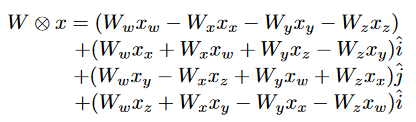 W ⊗ x = (W_w x_w − W_x x_x − W_y x_y − W_z x_z)
+(W_w x_x + W_x x_w + W_y x_z − W_z x_y)î
+(W_w x_y − W_x x_z + W_y x_w + W_z x_x)ĵ
+(W_w x_z + W_x x_y − W_y x_x − W_z x_w)î